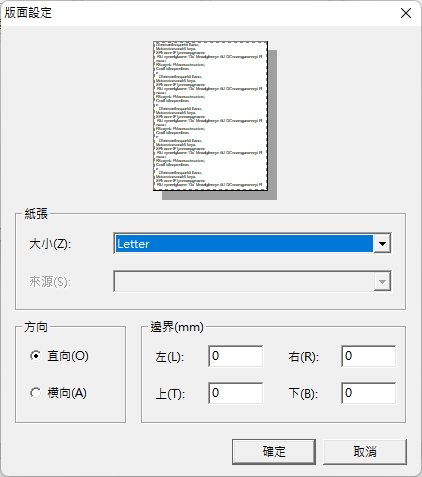 版面設定
紙張
大小(Z):
Letter
來源(S):
方向
直向(O)
橫向(A)
邊界(mm)
左(L):
0
右(R):
0
上(T):
0
下(B):
0
確定
取消